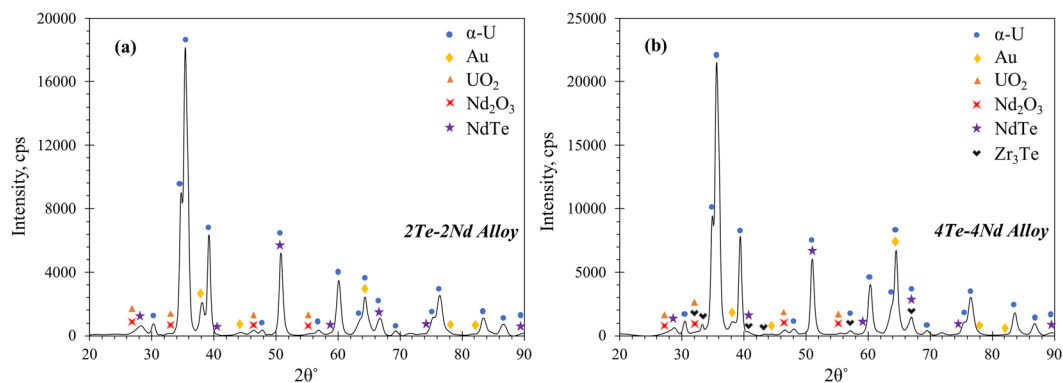 20000
16000
12000
8000
4000
0
Intensity, cps
(a)
α-U
Au
UO₂
Nd₂O₃
NdTe
2Te-2Nd Alloy
20 30 40 50 60 70 80 90
2θ°
25000
20000
15000
10000
5000
0
Intensity, cps
(b)
α-U
Au
UO₂
Nd₂O₃
NdTe
Zr₃Te
4Te-4Nd Alloy
20 30 40 50 60 70 80 90
2θ°